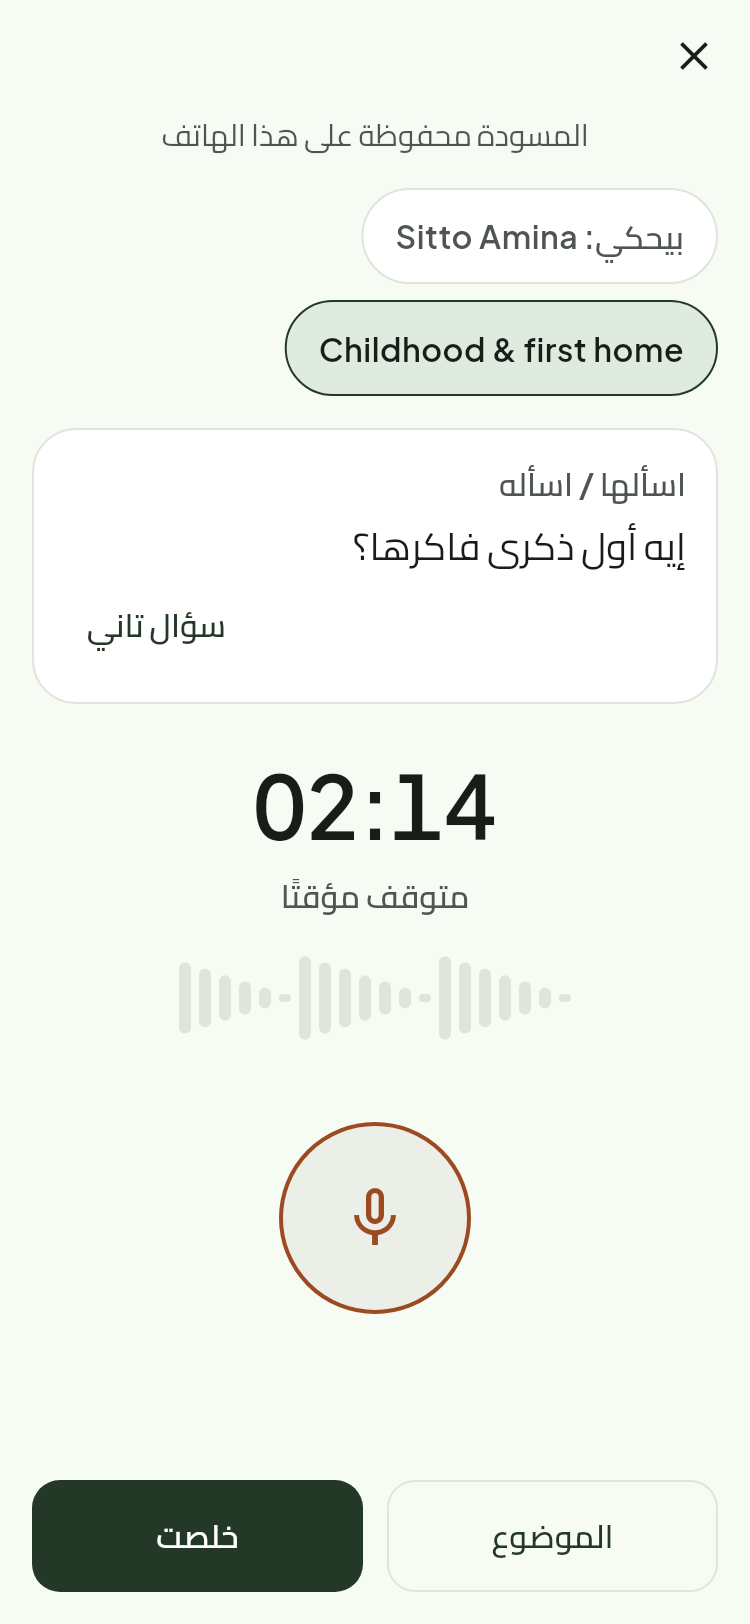 المسودة محفوظة على هذا الهاتف
بيحكي: Sitto Amina
Childhood & first home
اسألها / اسأله
إيه أول ذكرى فاكرها؟
سؤال تاني
02:14
متوقف مؤقتًا
الموضوع
خلصت